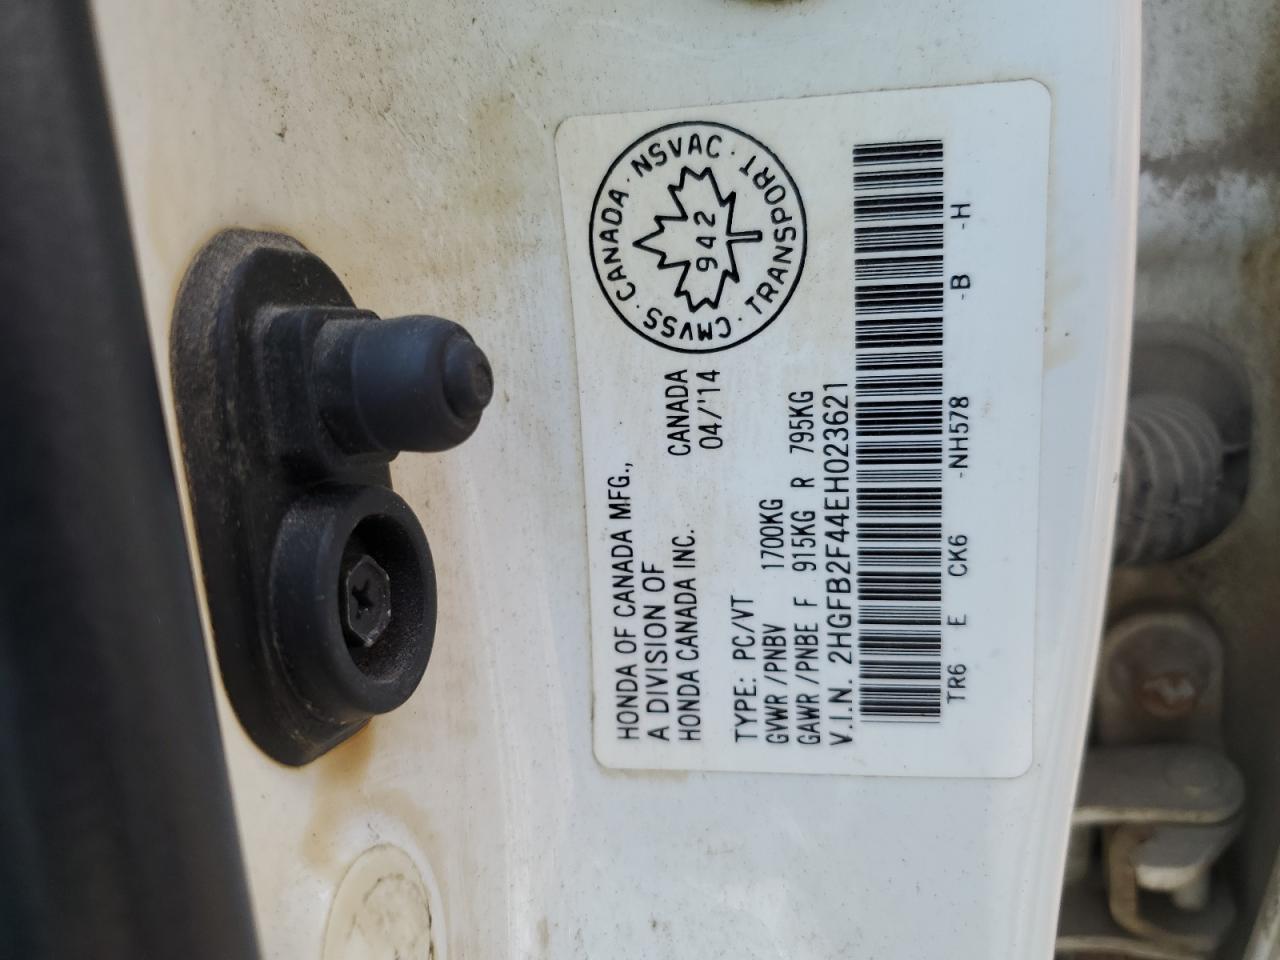 HONDA OF CANADA MFG.,
A DIVISION OF
HONDA CANADA INC. CANADA
04/'14
CMVSS · CANADA · NSVAC · TRANSPORT ·
942
TYPE: PC/VT
GVWR /PNBV 1700KG
GAWR /PNBE F 915KG R 795KG
V.I.N. 2HGFB2F44EH023621
TR6 E CK6 -NH578 -B -H